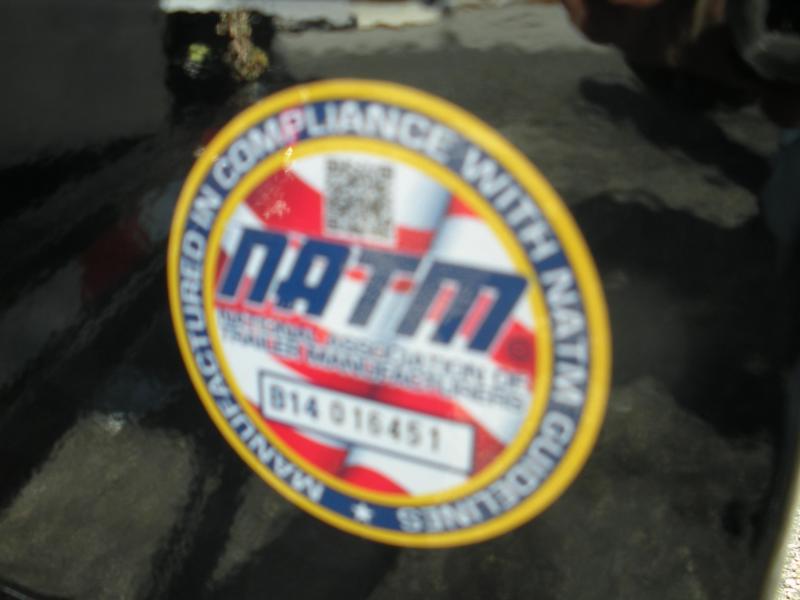 MANUFACTURED IN COMPLIANCE WITH NATM GUIDELINES
NATM
NATIONAL ASSOCIATION OF
TRAILER MANUFACTURERS
B14 016451